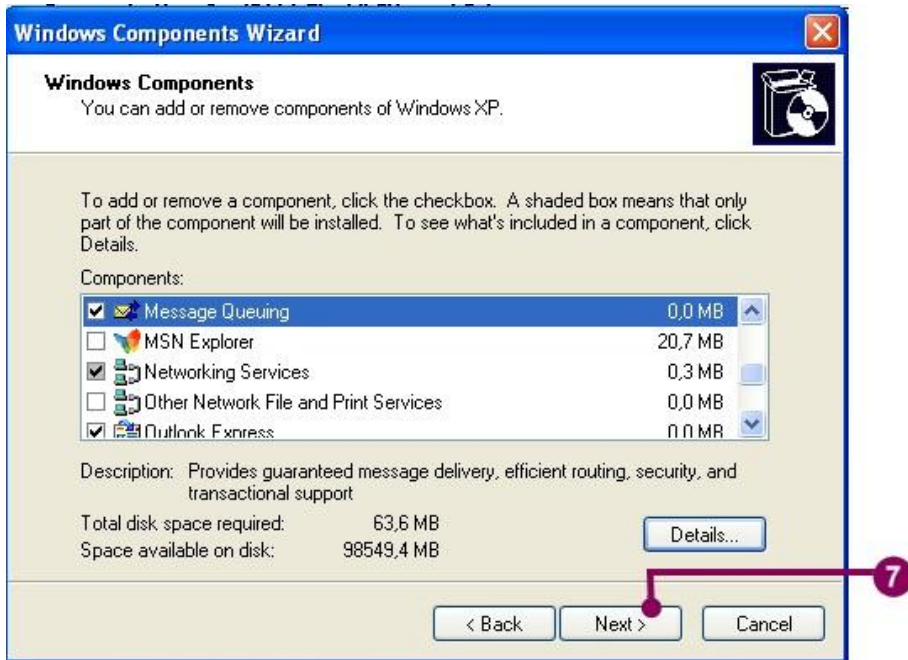 Windows Components Wizard
Windows Components
You can add or remove components of Windows XP.
To add or remove a component, click the checkbox. A shaded box means that only
part of the component will be installed. To see what's included in a component, click
Details.
Components:
Message Queuing 0,0 MB
MSN Explorer 20,7 MB
Networking Services 0,3 MB
Other Network File and Print Services 0,0 MB
Outlook Express 0,0 MB
Description: Provides guaranteed message delivery, efficient routing, security, and
transactional support
Total disk space required: 63,6 MB
Space available on disk: 98549,4 MB
Details...
7
< Back Next > Cancel